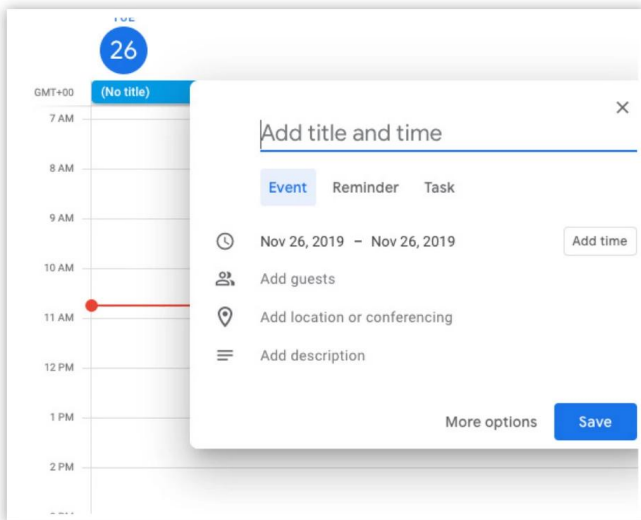 TUE
26
GMT+00 (No title)
7 AM
8 AM
9 AM
10 AM
11 AM
12 PM
1 PM
2 PM
Add title and time
Event Reminder Task
Nov 26, 2019 – Nov 26, 2019 Add time
Add guests
Add location or conferencing
Add description
More options Save